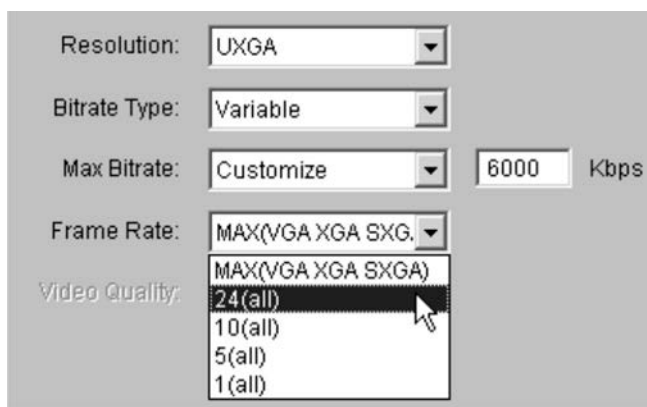 Resolution: UXGA
Bitrate Type: Variable
Max Bitrate: Customize 6000 Kbps
Frame Rate: MAX(VGA XGA SXG.
MAX(VGA XGA SXGA)
Video Quality:
24(all)
10(all)
5(all)
1(all)